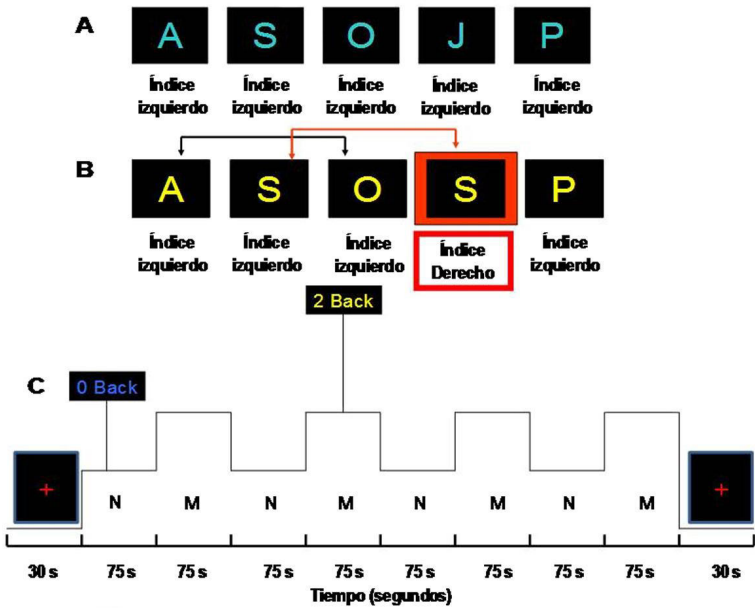 A A S O J P
Índice Índice Índice Índice Índice
izquierdo izquierdo izquierdo izquierdo izquierdo
B A S O S P
Índice Índice Índice Índice Índice
izquierdo izquierdo izquierdo Derecho izquierdo
2 Back
C 0 Back
+ +
N M N M N M N M
30 s 75 s 75 s 75 s 75 s 75 s 75 s 75 s 75 s 30 s
Tiempo (segundos)